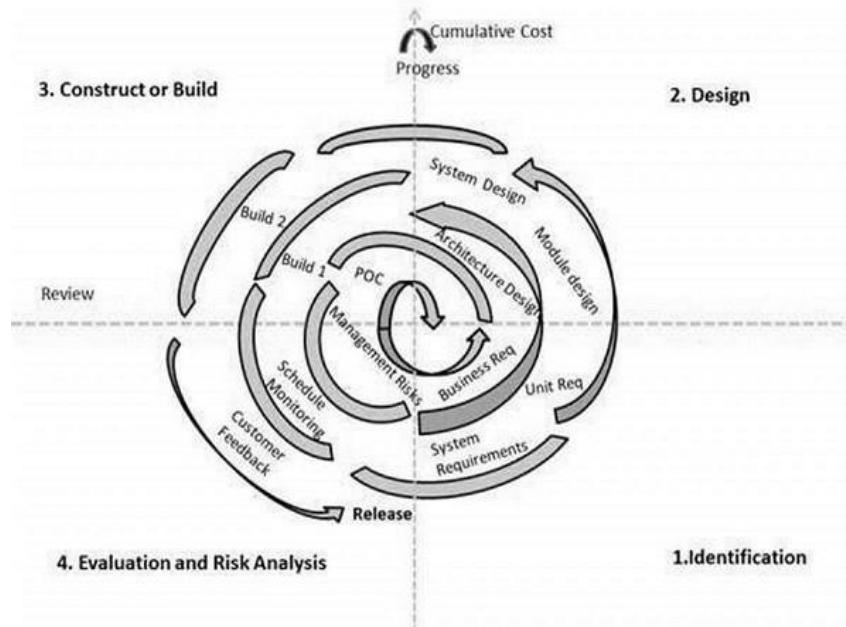 Cumulative Cost
Progress
3. Construct or Build
2. Design
System Design
Build 2
Module design
Architecture Design
Build 1
POC
Review
Management Risks
Business Req
Unit Req
Schedule
Monitoring
System
Requirements
Customer
Feedback
Release
4. Evaluation and Risk Analysis
1.Identification